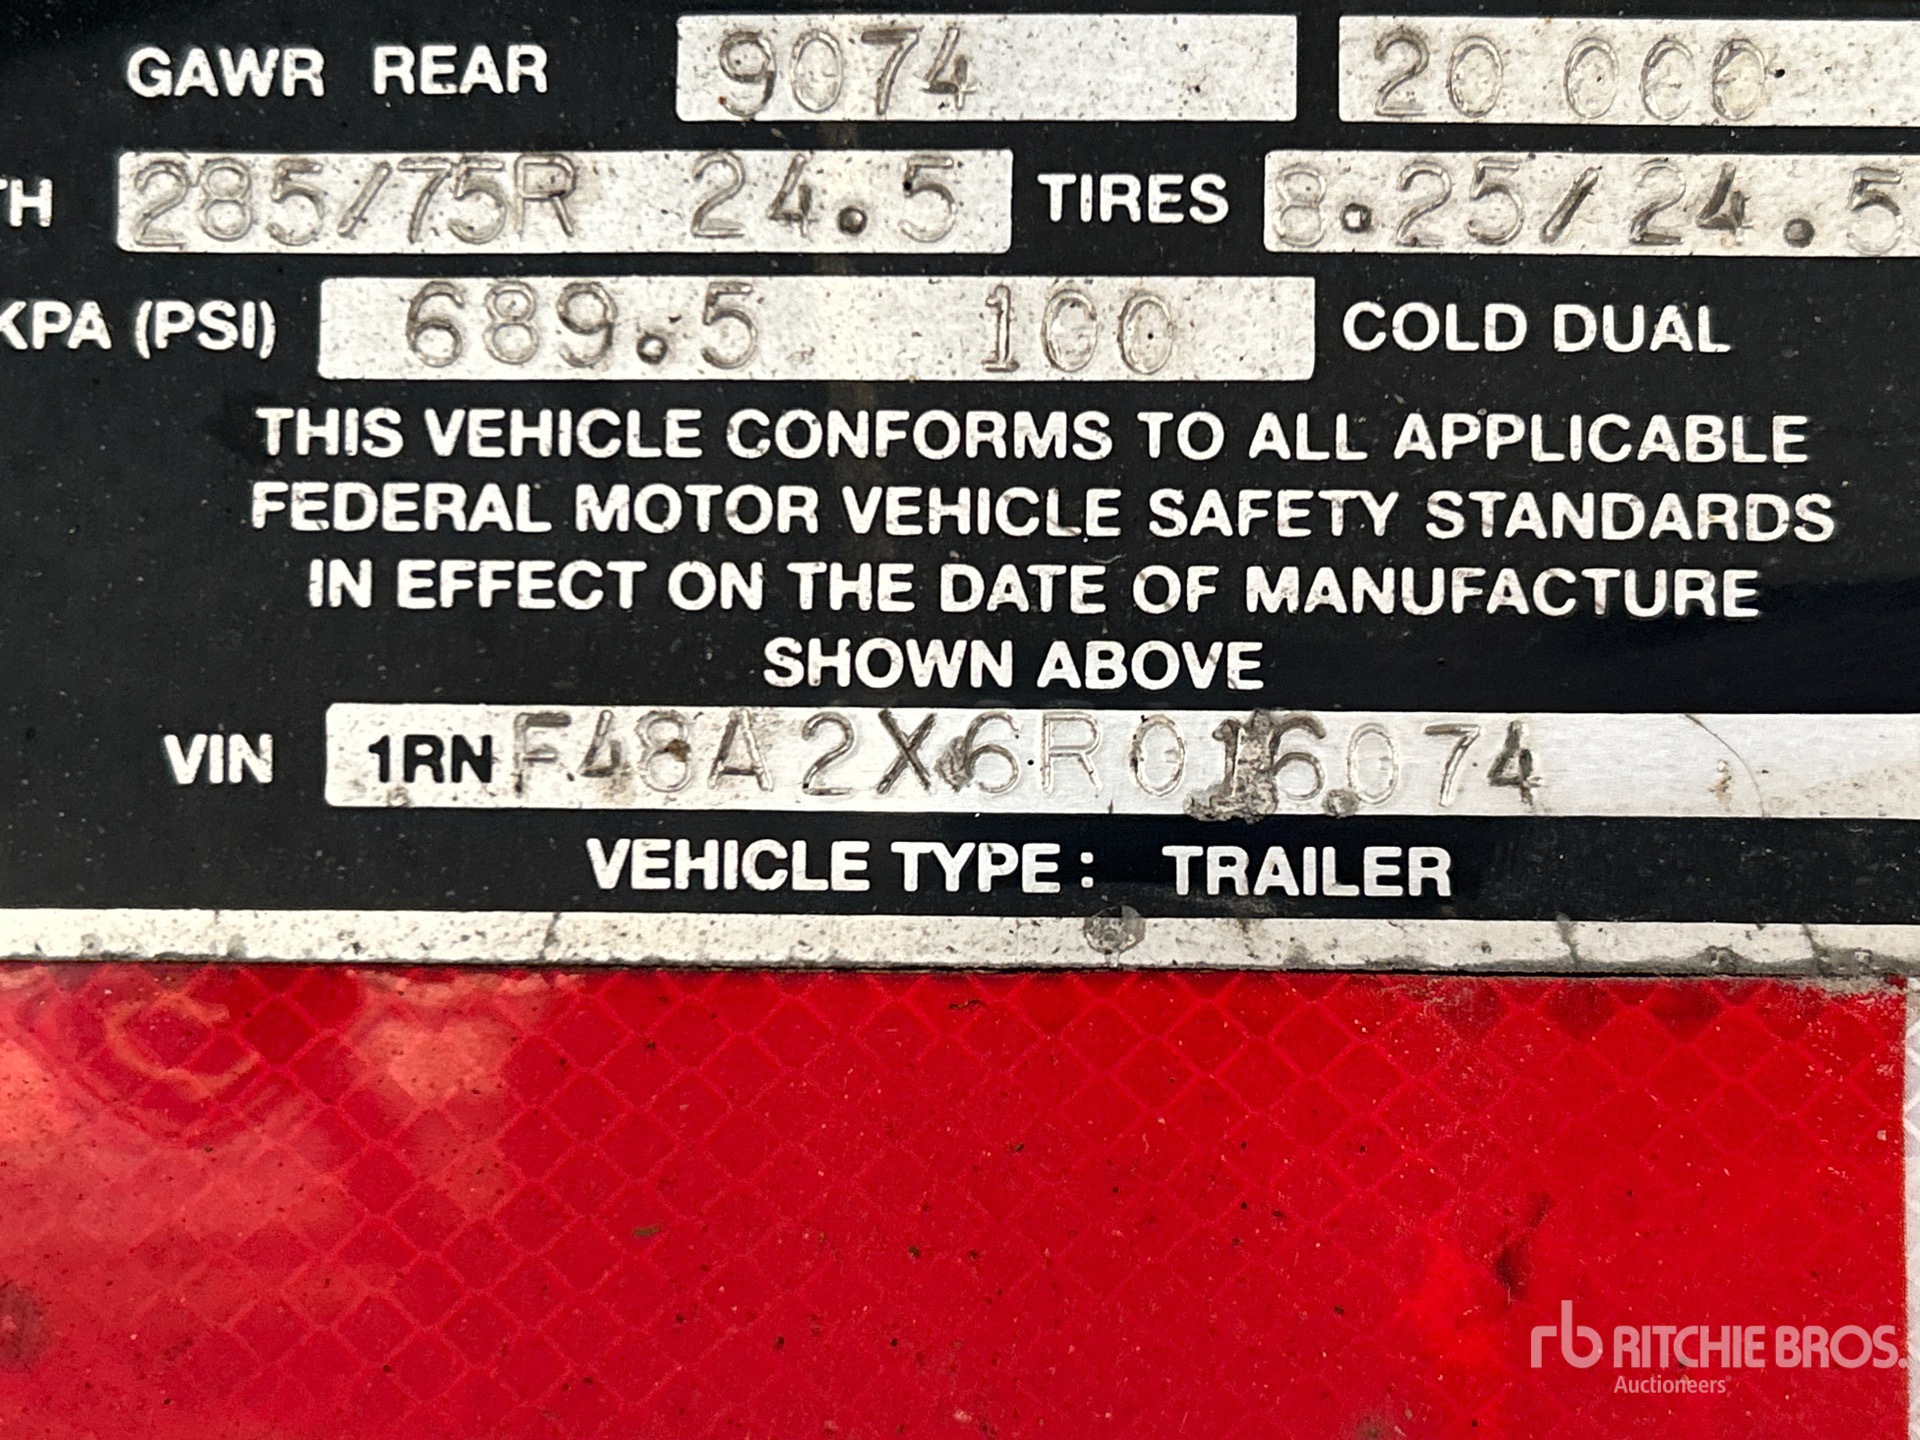 GAWR REAR 9074 20 000
TH 285/75R 24.5 TIRES 8.25/24.5
KPA (PSI) 689.5 100 COLD DUAL
THIS VEHICLE CONFORMS TO ALL APPLICABLE
FEDERAL MOTOR VEHICLE SAFETY STANDARDS
IN EFFECT ON THE DATE OF MANUFACTURE
SHOWN ABOVE
VIN 1RNF48A2X6R016074
VEHICLE TYPE: TRAILER
rb RITCHIE BROS.
Auctioneers